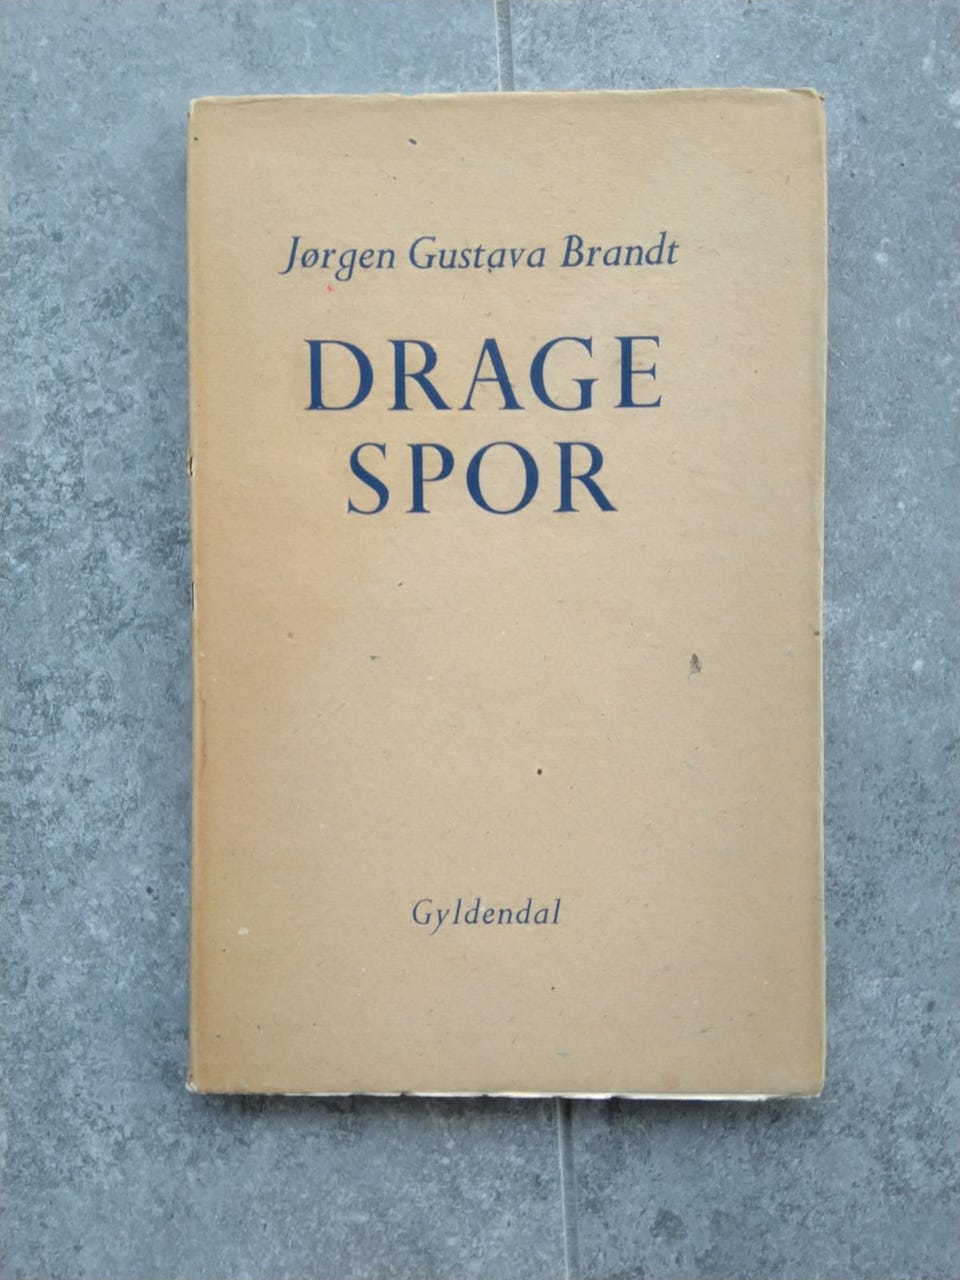 Jørgen Gustava Brandt
DRAGE
SPOR
Gyldendal